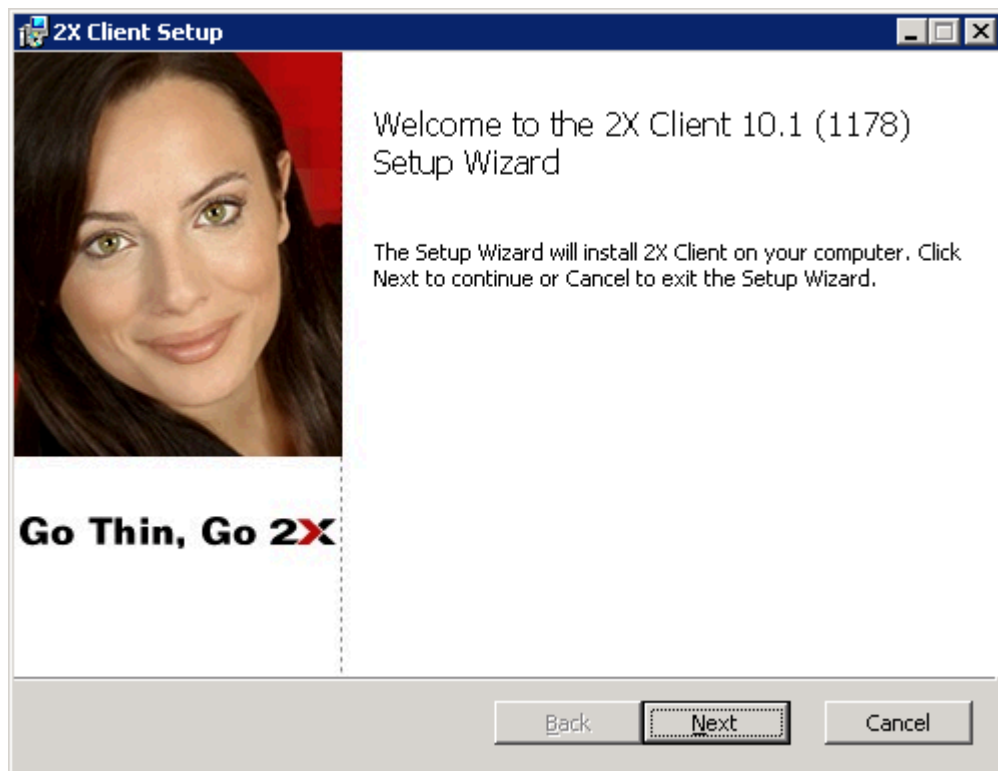 2X Client Setup
Welcome to the 2X Client 10.1 (1178)
Setup Wizard
The Setup Wizard will install 2X Client on your computer. Click
Next to continue or Cancel to exit the Setup Wizard.
Go Thin, Go 2X
Back Next Cancel